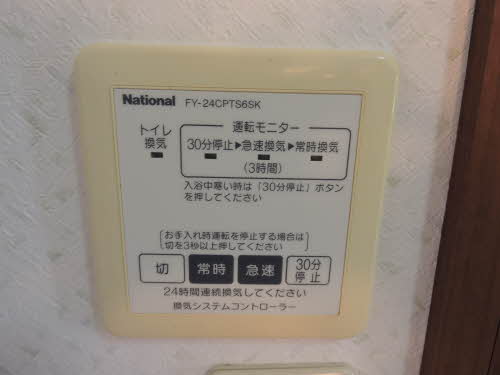 National FY-24CPTS6SK
トイレ
換気
運転モニター
30分停止▶急速換気▶常時換気
(3時間)
入浴中寒い時は「30分停止」ボタン
を押してください
[お手入れ時運転を停止する場合は
切を3秒以上押してください]
切 常時 急速 30分
停止
24時間連続換気してください
換気システムコントローラー